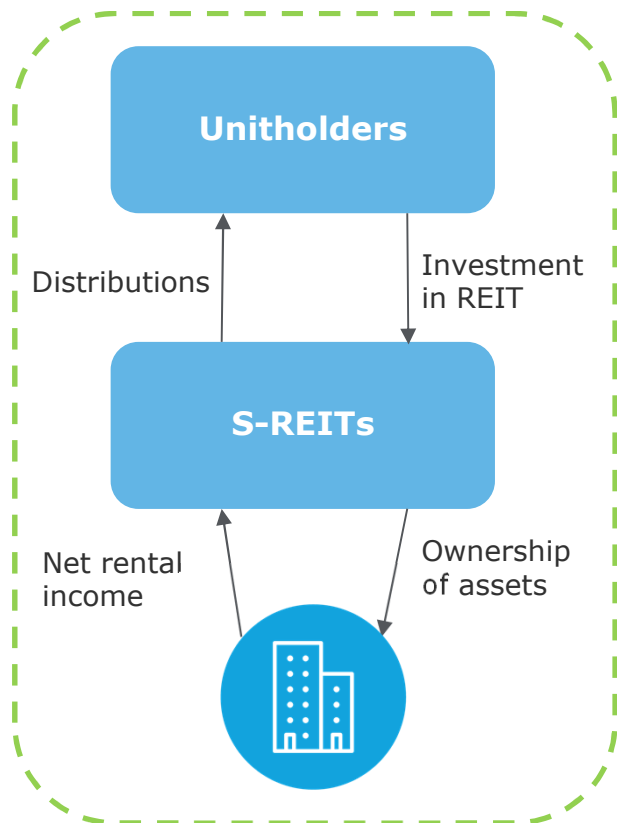 Unitholders
Distributions
Investment
in REIT
S-REITs
Net rental
income
Ownership
of assets